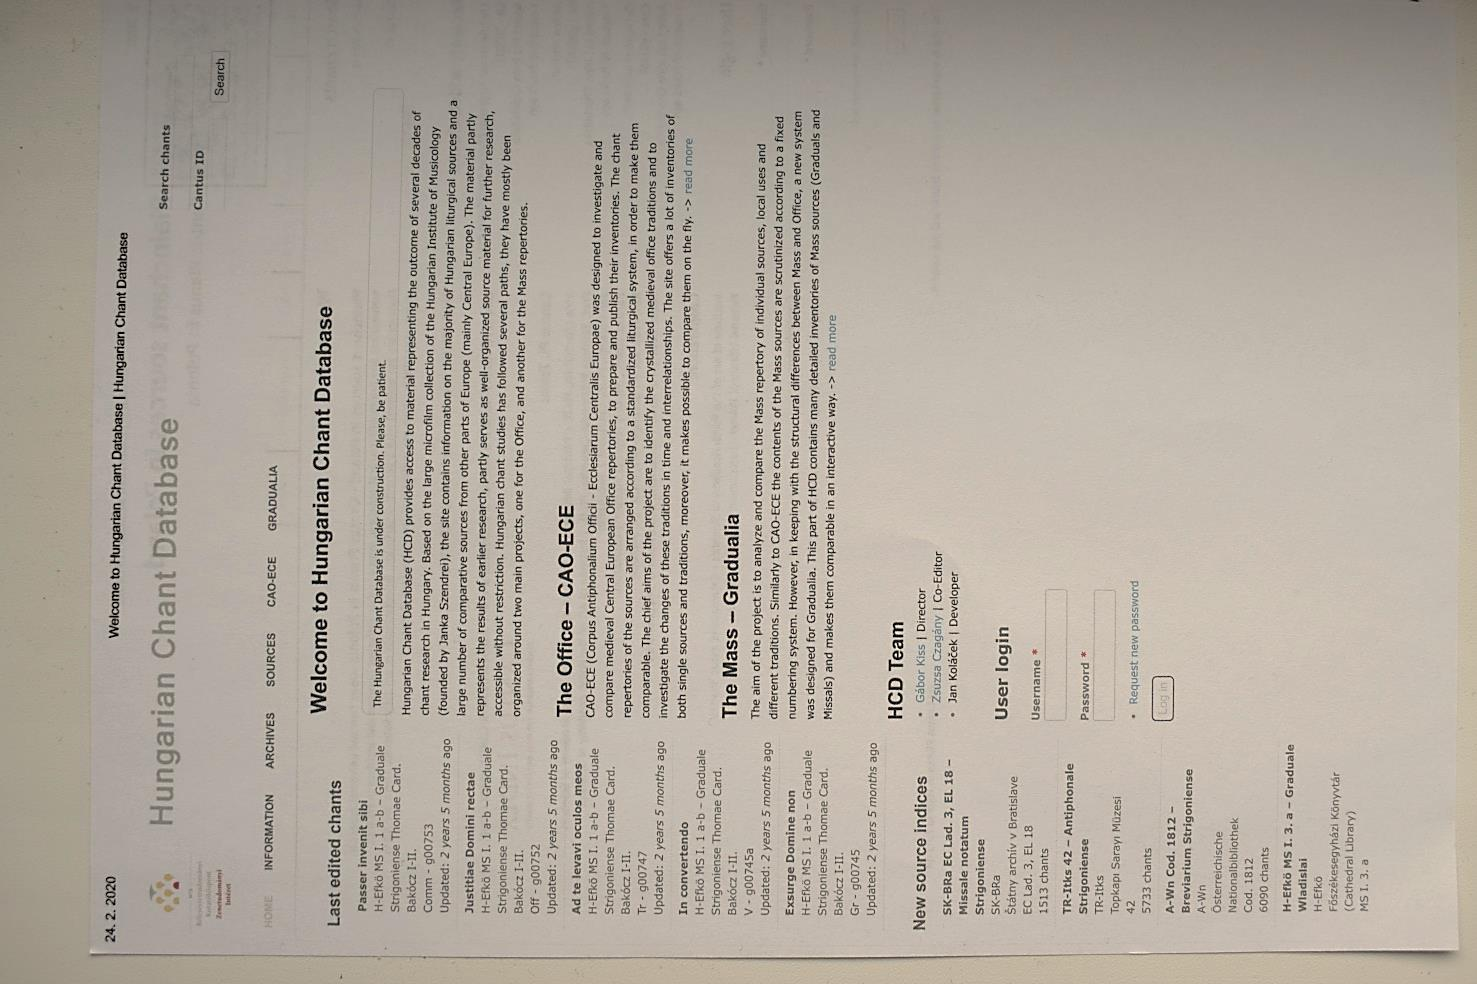 24. 2. 2020
Welcome to Hungarian Chant Database | Hungarian Chant Database
Hungarian Chant Database
Zenetudományi
Intézet
Search chants
Cantus ID
Search
HOME
INFORMATION
ARCHIVES
SOURCES
CAO-ECE
GRADUALIA
Last edited chants
Passer invenit sibi
H-Efkö MS I. 1 a-b – Graduale
Strigoniense Thomae Card.
Bakócz I-II.
Comm - g00753
Updated: 2 years 5 months ago
Justitiae Domini rectae
H-Efkö MS I. 1 a-b – Graduale
Strigoniense Thomae Card.
Bakócz I-II.
Off - g00752
Updated: 2 years 5 months ago
Ad te levavi oculos meos
H-Efkö MS I. 1 a-b – Graduale
Strigoniense Thomae Card.
Bakócz I-II.
Tr - g00747
Updated: 2 years 5 months ago
In convertendo
H-Efkö MS I. 1 a-b – Graduale
Strigoniense Thomae Card.
Bakócz I-II.
V - g00745a
Updated: 2 years 5 months ago
Exsurge Domine non
H-Efkö MS I. 1 a-b – Graduale
Strigoniense Thomae Card.
Bakócz I-II.
Gr - g00745
Updated: 2 years 5 months ago
New source indices
SK-BRa EC Lad. 3, EL 18 –
Missale notatum
Strigoniense
SK-BRa
Štátny archív v Bratislave
EC Lad. 3, EL 18
1513 chants
TR-Itks 42 – Antiphonale
Strigoniense
TR-Itks
Topkapi Sarayı Müzesi
42
5733 chants
A-Wn Cod. 1812 –
Breviarium Strigoniense
A-Wn
Österreichische
Nationalbibliothek
Cod. 1812
6090 chants
H-Efkö MS I. 3. a – Graduale
Wladislai
H-Efkö
Főszékesegyházi Könyvtár
(Cathedral Library)
MS I. 3. a
Welcome to Hungarian Chant Database
The Hungarian Chant Database is under construction. Please, be patient.
Hungarian Chant Database (HCD) provides access to material representing the outcome of several decades of
chant research in Hungary. Based on the large microfilm collection of the Hungarian Institute of Musicology
(founded by Janka Szendrei), the site contains information on the majority of Hungarian liturgical sources and a
large number of comparative sources from other parts of Europe (mainly Central Europe). The material partly
represents the results of earlier research, partly serves as well-organized source material for further research,
accessible without restriction. Hungarian chant studies has followed several paths, they have mostly been
organized around two main projects, one for the Office, and another for the Mass repertories.
The Office – CAO-ECE
CAO-ECE (Corpus Antiphonalium Officii - Ecclesiarum Centralis Europae) was designed to investigate and
compare medieval Central European Office repertories, to prepare and publish their inventories. The chant
repertories of the sources are arranged according to a standardized liturgical system, in order to make them
comparable. The chief aims of the project are to identify the crystallized medieval office traditions and to
investigate the changes of these traditions in time and interrelationships. The site offers a lot of inventories of
both single sources and traditions, moreover, it makes possible to compare them on the fly. -> read more
The Mass – Gradualia
The aim of the project is to analyze and compare the Mass repertory of individual sources, local uses and
different traditions. Similarly to CAO-ECE the contents of the Mass sources are scrutinized according to a fixed
numbering system. However, in keeping with the structural differences between Mass and Office, a new system
was designed for Gradualia. This part of HCD contains many detailed inventories of Mass sources (Graduals and
Missals) and makes them comparable in an interactive way. -> read more
HCD Team
• Gábor Kiss | Director
• Zsuzsa Czagány | Co-Editor
• Jan Koláček | Developer
User login
Username *
Password *
• Request new password
Log in